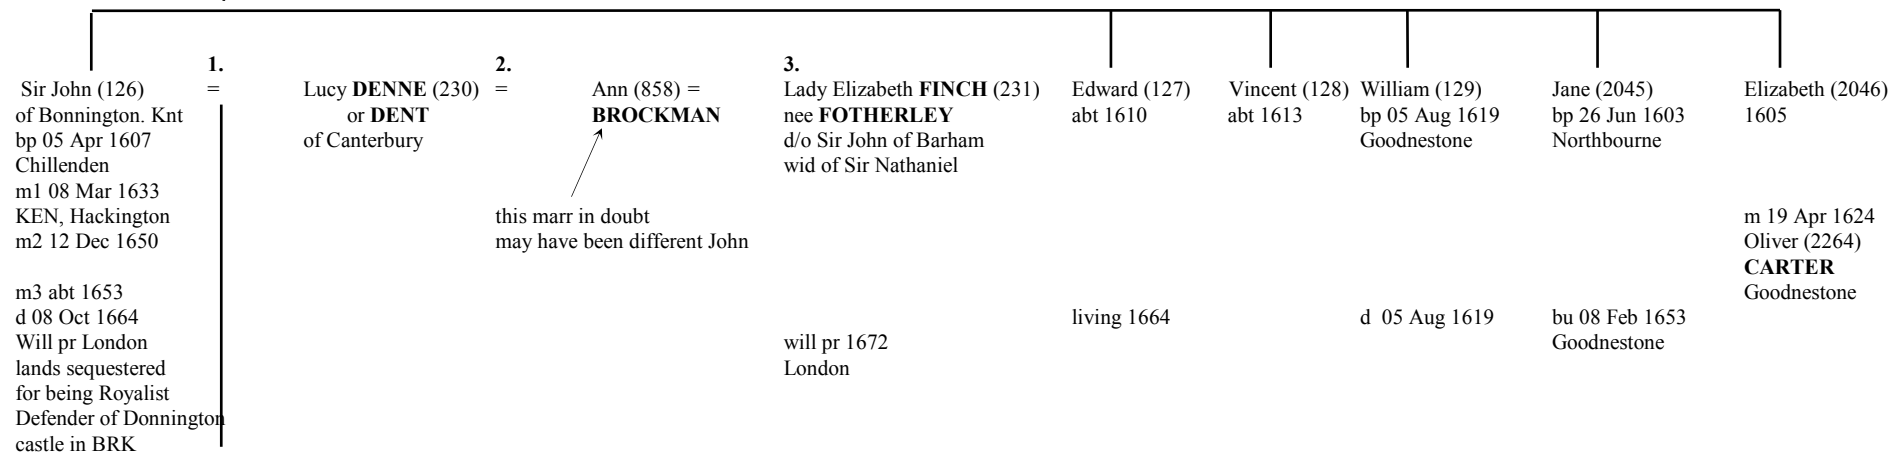 1.
2.
3.
Sir John (126)
of Bonnington. Knt
bp 05 Apr 1607
Chillenden
m1 08 Mar 1633
KEN, Hackington
m2 12 Dec 1650
m3 abt 1653
d 08 Oct 1664
Will pr London
lands sequestered
for being Royalist
Defender of Donnington
castle in BRK
=
Lucy DENNE (230) =
or DENT
of Canterbury
Ann (858) =
BROCKMAN
this marr in doubt
may have been different John
Lady Elizabeth FINCH (231)
nee FOTHERLEY
d/o Sir John of Barham
wid of Sir Nathaniel
will pr 1672
London
Edward (127)
abt 1610
living 1664
Vincent (128)
abt 1613
William (129)
bp 05 Aug 1619
Goodnestone
d 05 Aug 1619
Jane (2045)
bp 26 Jun 1603
Northbourne
bu 08 Feb 1653
Goodnestone
Elizabeth (2046)
1605
m 19 Apr 1624
Oliver (2264)
CARTER
Goodnestone